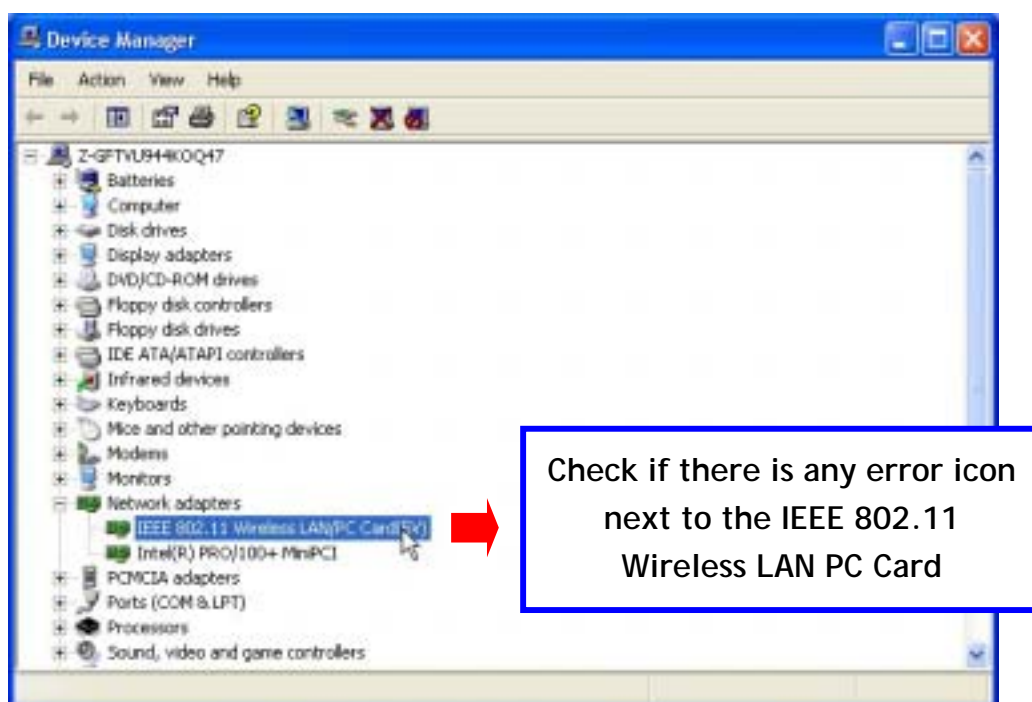 Device Manager
File Action View Help
Z-GFTVU944KOQ47
Batteries
Computer
Disk drives
Display adapters
DVD/CD-ROM drives
Floppy disk controllers
Floppy disk drives
IDE ATA/ATAPI controllers
Infrared devices
Keyboards
Mice and other pointing devices
Modems
Monitors
Network adapters
IEEE 802.11 Wireless LAN/PC
Intel(R) PRO/100+ MiniPCI
PCMCIA adapters
Ports (COM & LPT)
Processors
Sound, video and game controllers
Check if there is any error icon
next to the IEEE 802.11
Wireless LAN PC Card